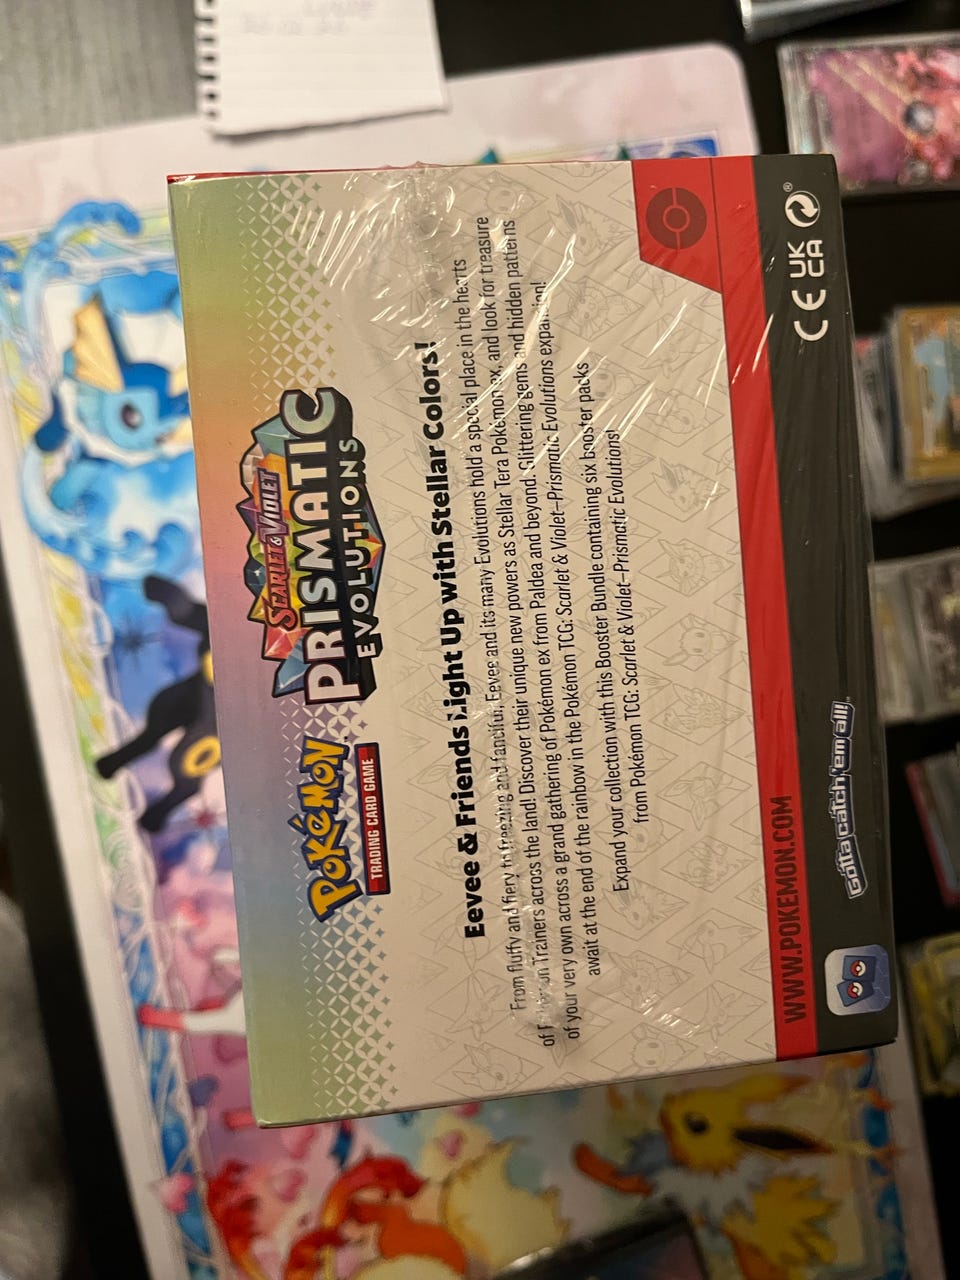 Pokémon
TRADING CARD GAME
SCARLET & VIOLET
PRISMATIC
EVOLUTIONS
Eevee & Friends Light Up with Stellar Colors!
From fluffy and fiery to freezing and fanciful, Eevee and its many Evolutions hold a special place in the hearts
of Pokémon Trainers across the land! Discover their unique new powers as Stellar Tera Pokémon ex, and look for treasure
of your very own across a grand gathering of Pokémon ex from Paldea and beyond. Glittering gems and hidden patterns
await at the end of the rainbow in the Pokémon TCG: Scarlet & Violet–Prismatic Evolutions expansion!
Expand your collection with this Booster Bundle containing six booster packs
from Pokémon TCG: Scarlet & Violet–Prismatic Evolutions!
WWW.POKEMON.COM
Gotta catch 'em all!
CE UK
CA
®